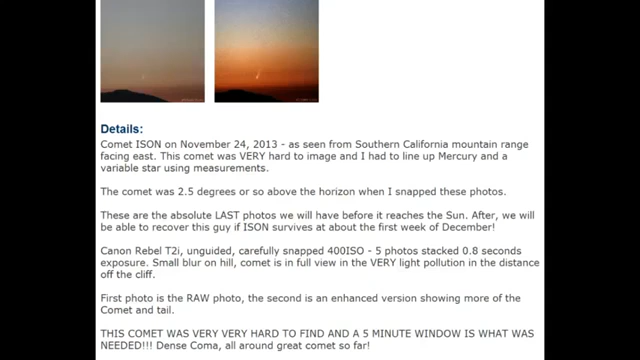 Details:
Comet ISON on November 24, 2013 - as seen from Southern California mountain range
facing east. This comet was VERY hard to image and I had to line up Mercury and a
variable star using measurements.
The comet was 2.5 degrees or so above the horizon when I snapped these photos.
These are the absolute LAST photos we will have before it reaches the Sun. After, we will
be able to recover this guy if ISON survives at about the first week of December!
Canon Rebel T2i, unguided, carefully snapped 400ISO - 5 photos stacked 0.8 seconds
exposure. Small blur on hill, comet is in full view in the VERY light pollution in the distance
off the cliff.
First photo is the RAW photo, the second is an enhanced version showing more of the
Comet and tail.
THIS COMET WAS VERY VERY HARD TO FIND AND A 5 MINUTE WINDOW IS WHAT WAS
NEEDED!!! Dense Coma, all around great comet so far!